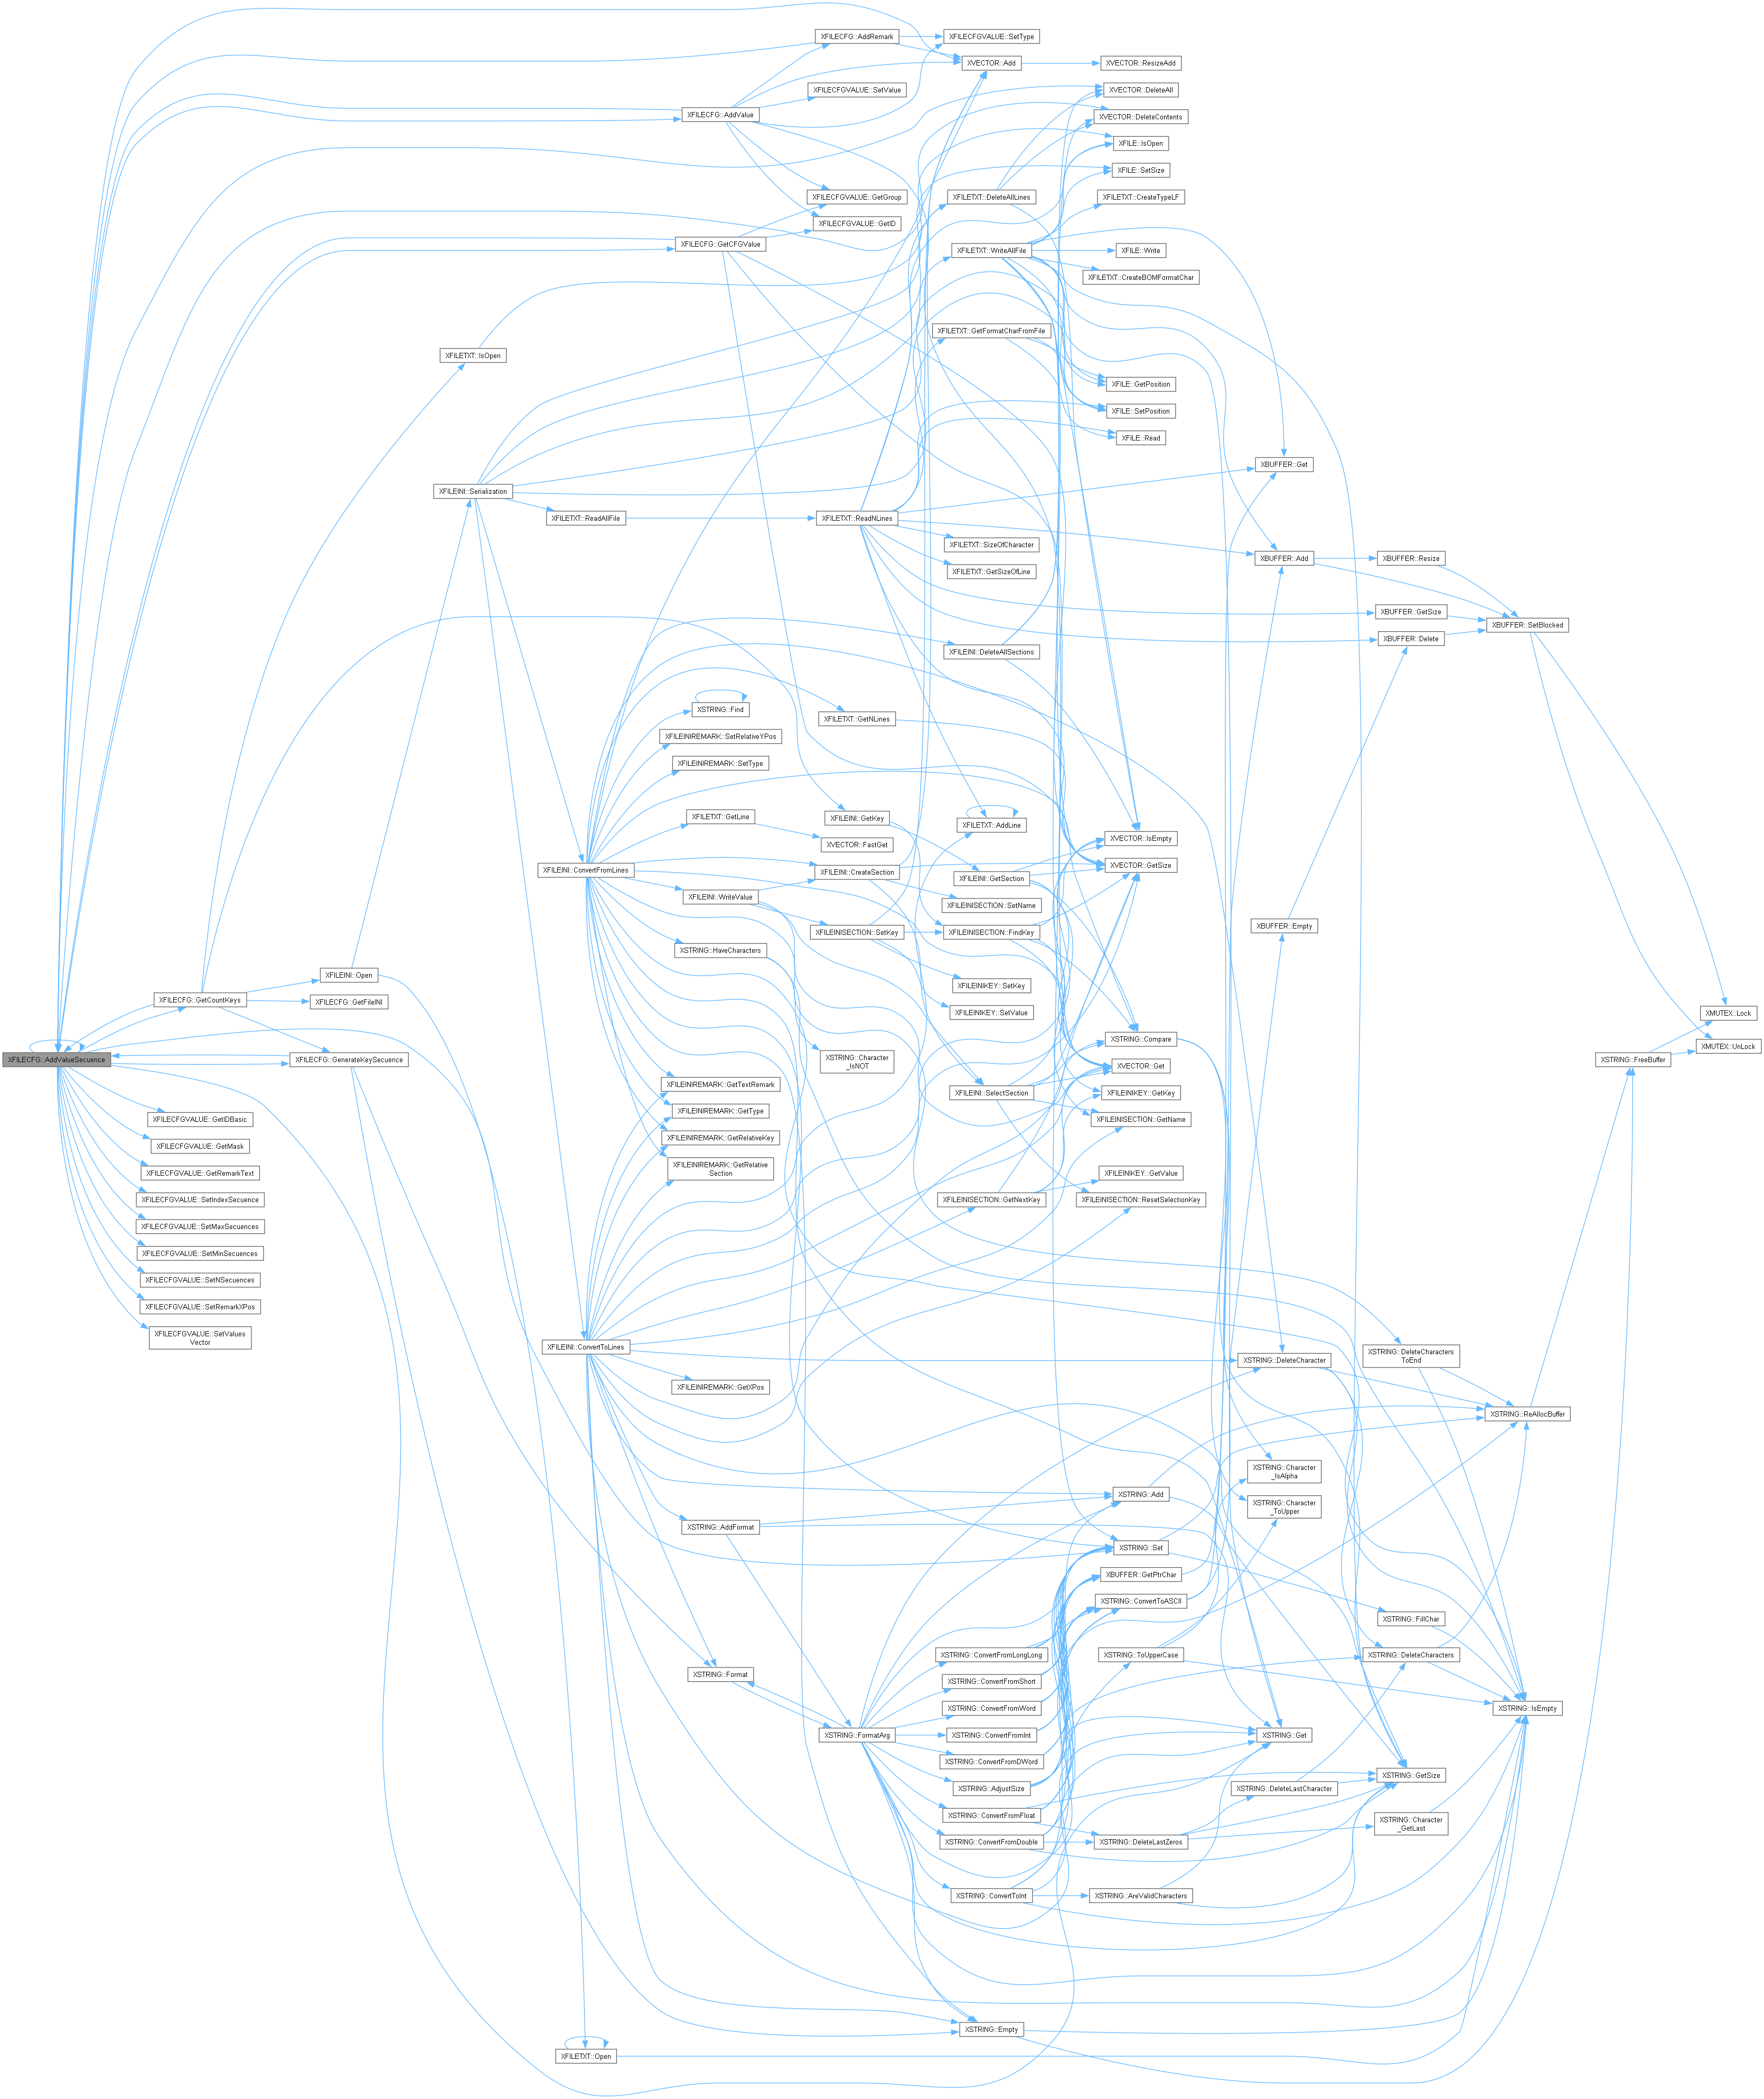 XFILECFG::AddRemark
XFILECFGVALUE::SetType
XVECTOR::Add
XVECTOR::ResizeAdd
XFILECFGVALUE::SetValue
XVECTOR::DeleteAll
XFILECFG::AddValue
XVECTOR::DeleteContents
XFILE::IsOpen
XFILE::SetSize
XFILECFGVALUE::GetGroup
XFILETXT::DeleteAllLines
XFILETXT::CreateTypeLF
XFILECFGVALUE::GetID
XFILECFG::GetCFGValue
XFILETXT::WriteAllFile
XFILE::Write
XFILETXT::CreateBOMFormatChar
XFILETXT::GetFormatCharFromFile
XFILETXT::IsOpen
XFILE::GetPosition
XFILE::SetPosition
XFILE::Read
XBUFFER::Get
XFILEINI::Serialization
XFILETXT::ReadAllFile
XFILETXT::ReadNLines
XFILETXT::SizeOfCharacter
XBUFFER::Add
XBUFFER::Resize
XFILETXT::GetSizeOfLine
XBUFFER::GetSize
XBUFFER::SetBlocked
XBUFFER::Delete
XFILEINI::DeleteAllSections
XSTRING::Find
XFILETXT::GetNLines
XFILEINIREMARK::SetRelativeYPos
XFILEINIREMARK::SetType
XFILETXT::GetLine
XFILEINI::GetKey
XFILETXT::AddLine
XVECTOR::FastGet
XVECTOR::IsEmpty
XFILEINI::ConvertFromLines
XFILEINI::CreateSection
XFILEINI::GetSection
XVECTOR::GetSize
XFILEINI::WriteValue
XFILEINISECTION::SetName
XBUFFER::Empty
XFILEINISECTION::SetKey
XFILEINISECTION::FindKey
XSTRING::HaveCharacters
XFILEINI::Open
XFILEINIKEY::SetKey
XFILECFG::GetCountKeys
XFILECFG::GetFileINI
XFILEINIKEY::SetValue
XMUTEX::Lock
XSTRING::Compare
XMUTEX::UnLock
XFILECFG::AddValueSecuence
XFILECFG::GenerateKeySecuence
XSTRING::Character
_IsNOT
XSTRING::FreeBuffer
XVECTOR::Get
XFILEINIREMARK::GetTextRemark
XFILEINI::SelectSection
XFILEINIKEY::GetKey
XFILEINIREMARK::GetType
XFILECFGVALUE::GetIDBasic
XFILEINISECTION::GetName
XFILEINIREMARK::GetRelativeKey
XFILECFGVALUE::GetMask
XFILEINIREMARK::GetRelative
Section
XFILECFGVALUE::GetRemarkText
XFILEINIKEY::GetValue
XFILECFGVALUE::SetIndexSecuence
XFILEINISECTION::GetNextKey
XFILEINISECTION::ResetSelectionKey
XFILECFGVALUE::SetMaxSecuences
XFILECFGVALUE::SetMinSecuences
XFILECFGVALUE::SetNSecuences
XFILECFGVALUE::SetRemarkXPos
XFILECFGVALUE::SetValues
Vector
XFILEINI::ConvertToLines
XFILEINIREMARK::GetXPos
XSTRING::DeleteCharacter
XSTRING::DeleteCharacters
ToEnd
XSTRING::ReAllocBuffer
XSTRING::Character
_IsAlpha
XSTRING::Add
XSTRING::Character
_ToUpper
XSTRING::AddFormat
XSTRING::Set
XBUFFER::GetPtrChar
XSTRING::ConvertToASCII
XSTRING::FillChar
XSTRING::ConvertFromLongLong
XSTRING::ToUpperCase
XSTRING::DeleteCharacters
XSTRING::Format
XSTRING::ConvertFromShort
XSTRING::ConvertFromWord
XSTRING::IsEmpty
XSTRING::FormatArg
XSTRING::ConvertFromInt
XSTRING::Get
XSTRING::ConvertFromDWord
XSTRING::GetSize
XSTRING::AdjustSize
XSTRING::DeleteLastCharacter
XSTRING::ConvertFromFloat
XSTRING::Character
_GetLast
XSTRING::ConvertFromDouble
XSTRING::DeleteLastZeros
XSTRING::ConvertToInt
XSTRING::AreValidCharacters
XSTRING::Empty
XFILETXT::Open